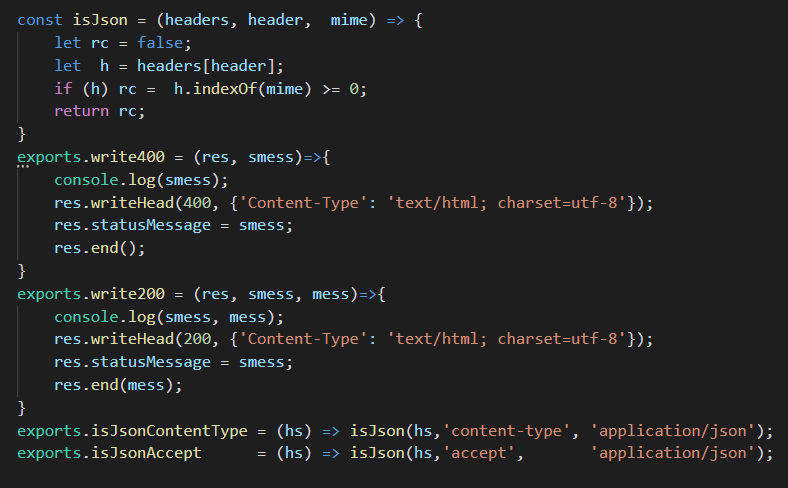 const isJson = (headers, header,  mime) => {
    let rc = false;
    let  h = headers[header];
    if (h) rc =  h.indexOf(mime) >= 0;
    return rc;
}
exports.write400 = (res, smess)=>{
    console.log(smess);
    res.writeHead(400, {'Content-Type': 'text/html; charset=utf-8'});
    res.statusMessage = smess;
    res.end();
}
exports.write200 = (res, smess, mess)=>{
    console.log(smess, mess);
    res.writeHead(200, {'Content-Type': 'text/html; charset=utf-8'});
    res.statusMessage = smess;
    res.end(mess);
}
exports.isJsonContentType = (hs) => isJson(hs,'content-type', 'application/json');
exports.isJsonAccept      = (hs) => isJson(hs,'accept',       'application/json');